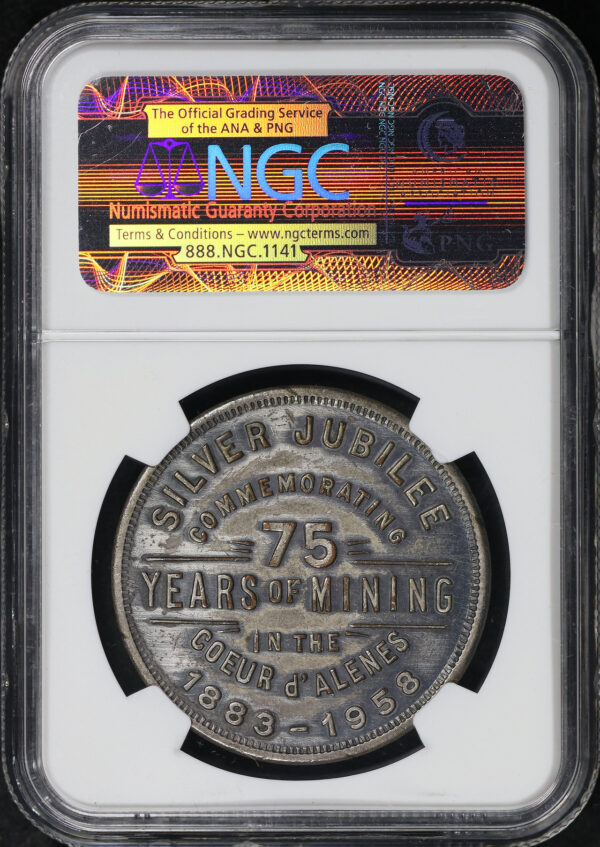 The Official Grading Service
of the ANA & PNG
NGC
Numismatic Guaranty Corporation
Terms & Conditions – www.ngcterms.com
888.NGC.1141
PNG
SILVER JUBILEE
COMMEMORATING
75
YEARS OF MINING
IN THE
COEUR d'ALENES
1883 – 1958